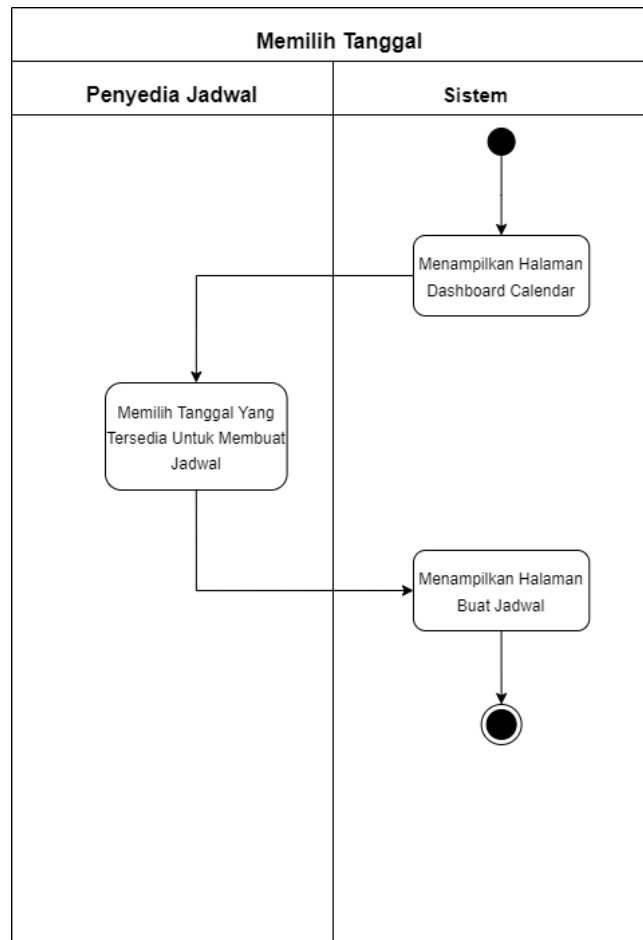 Memilih Tanggal
Penyedia Jadwal
Sistem
Menampilkan Halaman
Dashboard Calendar
Memilih Tanggal Yang
Tersedia Untuk Membuat
Jadwal
Menampilkan Halaman
Buat Jadwal